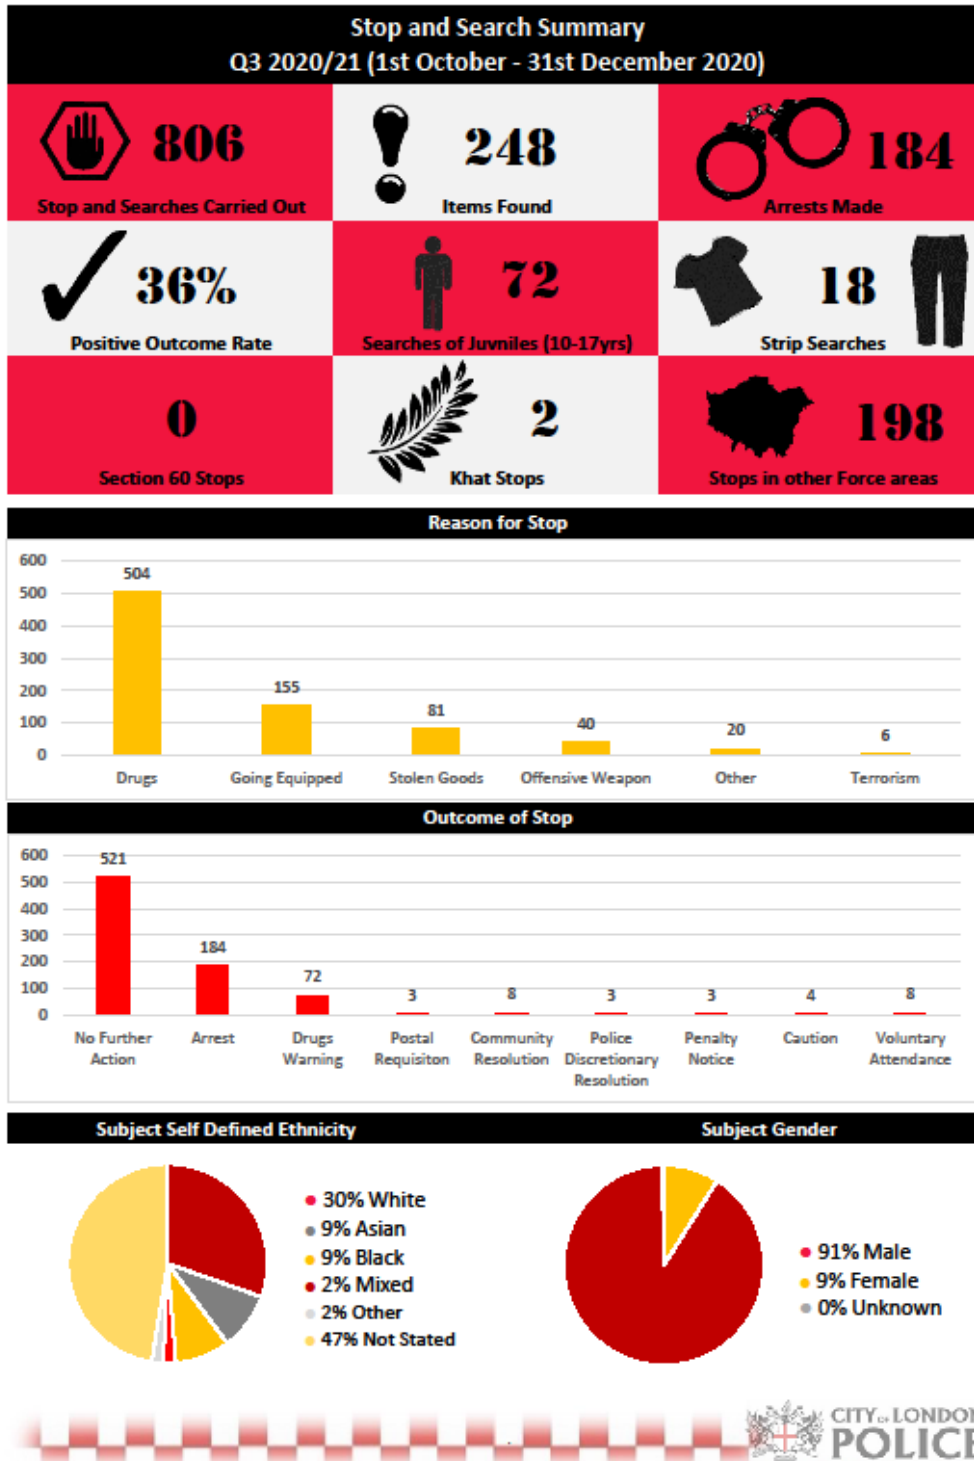 Stop and Search Summary
Q3 2020/21 (1st October - 31st December 2020)
806
Stop and Searches Carried Out
248
Items Found
184
Arrests Made
36%
Positive Outcome Rate
72
Searches of Juvniles (10-17yrs)
18
Strip Searches
0
Section 60 Stops
2
Khat Stops
198
Stops in other Force areas
Reason for Stop
600
500
400
300
200
100
0
504
155
81
40
20
6
Drugs
Going Equipped
Stolen Goods
Offensive Weapon
Other
Terrorism
Outcome of Stop
600
500
400
300
200
100
0
521
184
72
3
8
3
3
4
8
No Further
Action
Arrest
Drugs
Warning
Postal
Requisiton
Community
Resolution
Police
Discretionary
Resolution
Penalty
Notice
Caution
Voluntary
Attendance
Subject Self Defined Ethnicity
30% White
9% Asian
9% Black
2% Mixed
2% Other
47% Not Stated
Subject Gender
91% Male
9% Female
0% Unknown
CITY OF LONDON
POLICE